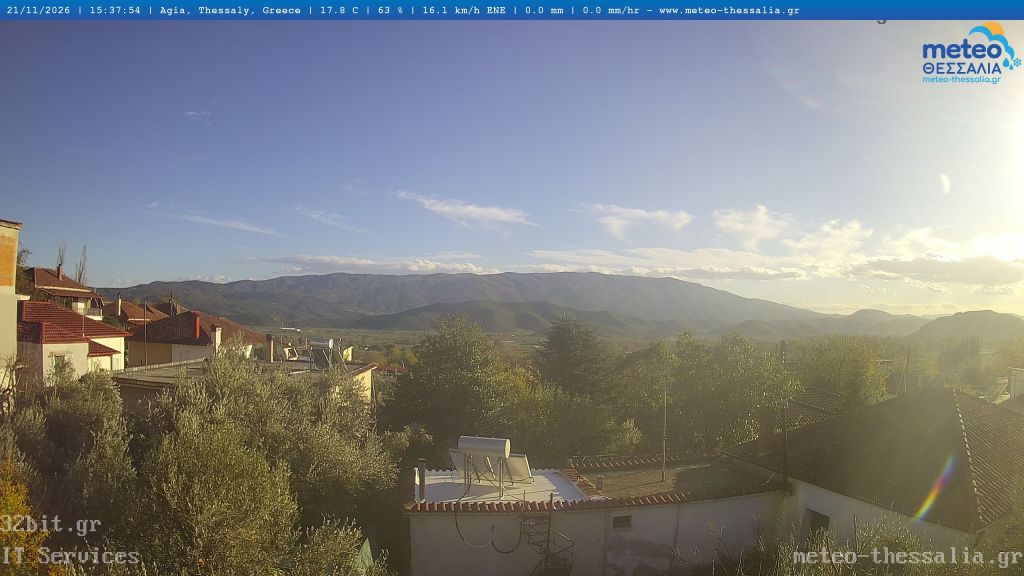 21/11/2026 | 15:37:54 | Agia, Thessaly, Greece | 17.8 C | 63 % | 16.1 km/h ENE | 0.0 mm | 0.0 mm/hr - www.meteo-thessalia.gr
meteo
ΘΕΣΣΑΛΙΑ
meteo-thessalia.gr
32bit.gr
IT Services
meteo-thessalia.gr